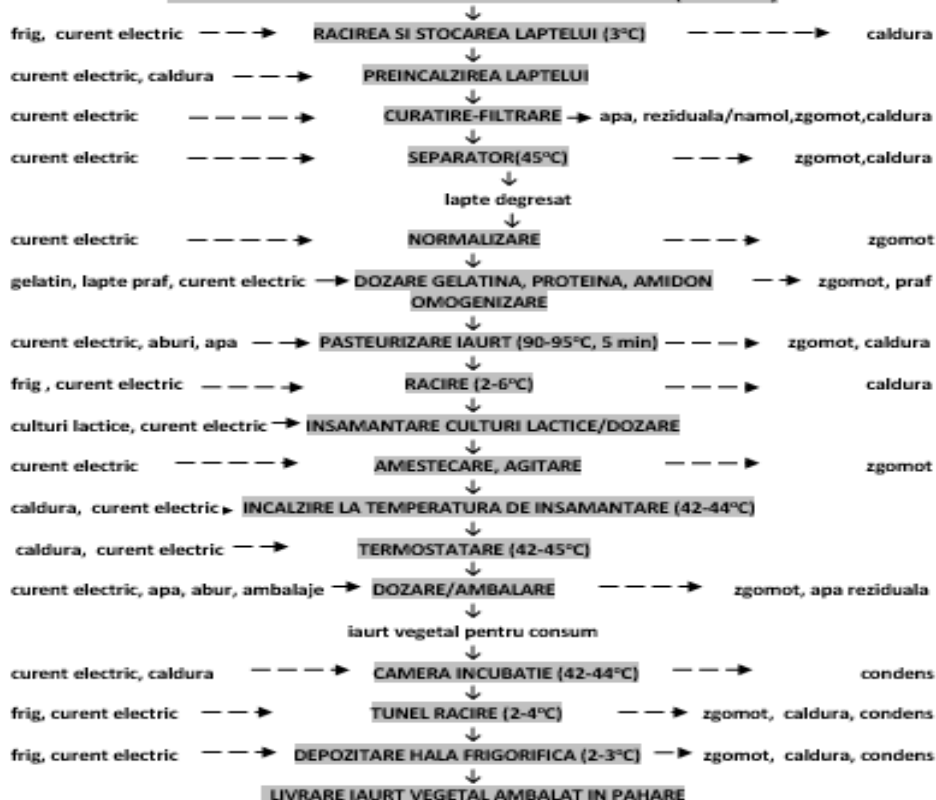 frig, curent electric RACIREA SI STOCAREA LAPTELUI (3°C) caldura
curent electric, caldura PREINCALZIREA LAPTELUI
curent electric CURATIRE-FILTRARE apa, reziduala/namol,zgomot,caldura
curent electric SEPARATOR(45°C) zgomot,caldura
lapte degresat
curent electric NORMALIZARE zgomot
gelatin, lapte praf, curent electric DOZARE GELATINA, PROTEINA, AMIDON zgomot, praf
OMOGENIZARE
curent electric, aburi, apa PASTEURIZARE IAURT (90-95°C, 5 min) zgomot, caldura
frig , curent electric RACIRE (2-6°C) caldura
culturi lactice, curent electric INSAMANTARE CULTURI LACTICE/DOZARE
curent electric AMESTECARE, AGITARE zgomot
caldura, curent electric INCALZIRE LA TEMPERATURA DE INSAMANTARE (42-44°C)
caldura, curent electric TERMOSTATARE (42-45°C)
curent electric, apa, abur, ambalaje DOZARE/AMBALARE zgomot, apa reziduala
iaurt vegetal pentru consum
curent electric, caldura CAMERA INCUBATIE (42-44°C) condens
frig, curent electric TUNEL RACIRE (2-4°C) zgomot, caldura, condens
frig, curent electric DEPOZITARE HALA FRIGORIFICA (2-3°C) zgomot, caldura, condens
LIVRARE IAURT VEGETAL AMBALAT IN PAHARE